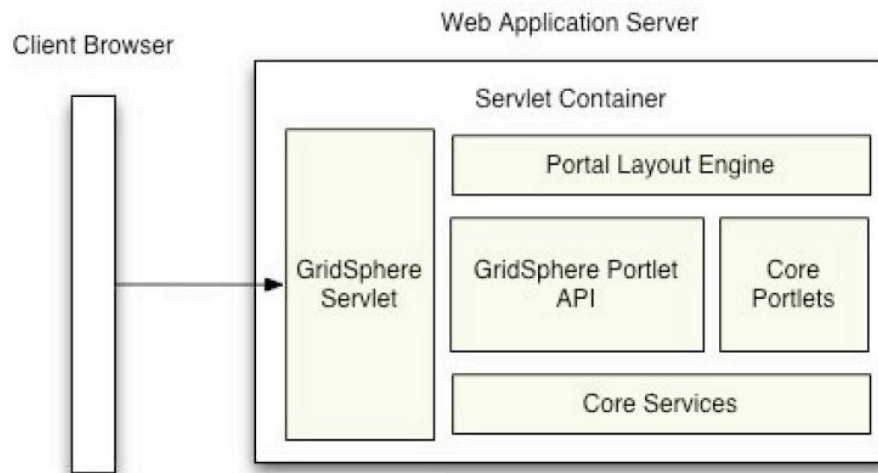 Web Application Server
Client Browser
Servlet Container
Portal Layout Engine
GridSphere
Servlet
GridSphere Portlet
API
Core
Portlets
Core Services